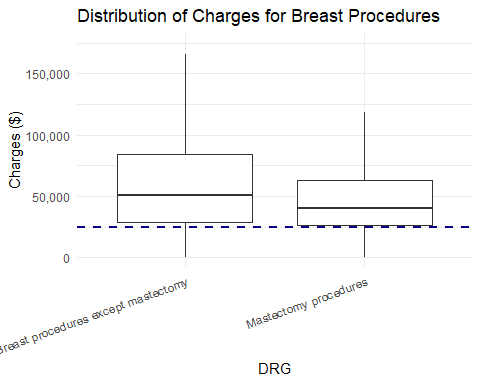 Distribution of Charges for Breast Procedures
Charges ($)
150,000
100,000
50,000
0
Breast procedures except mastectomy
Mastectomy procedures
DRG